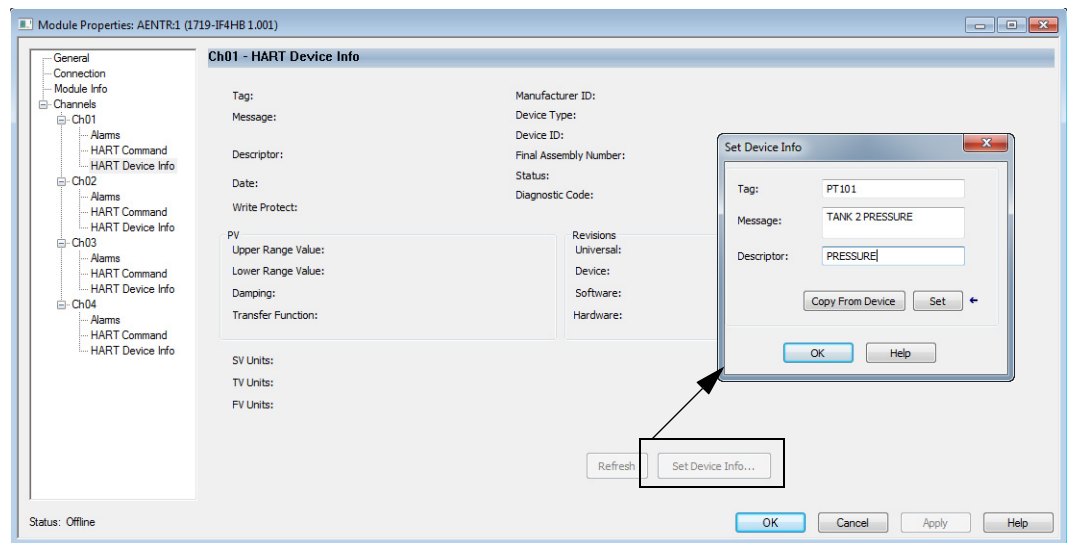 Module Properties: AENTR:1 (1719-IF4HB 1.001)
General
Connection
Module Info
Channels
Ch01
Alarms
HART Command
HART Device Info
Ch02
Alarms
HART Command
HART Device Info
Ch03
Alarms
HART Command
HART Device Info
Ch04
Alarms
HART Command
HART Device Info
Ch01 - HART Device Info
Tag:
Message:
Descriptor:
Date:
Write Protect:
Manufacturer ID:
Device Type:
Device ID:
Final Assembly Number:
Status:
Diagnostic Code:
PV
Upper Range Value:
Lower Range Value:
Damping:
Transfer Function:
Revisions
Universal:
Device:
Software:
Hardware:
SV Units:
TV Units:
FV Units:
Refresh
Set Device Info...
Set Device Info
Tag: PT101
Message: TANK 2 PRESSURE
Descriptor: PRESSURE
Copy From Device Set
OK Help
Status: Offline
OK Cancel Apply Help